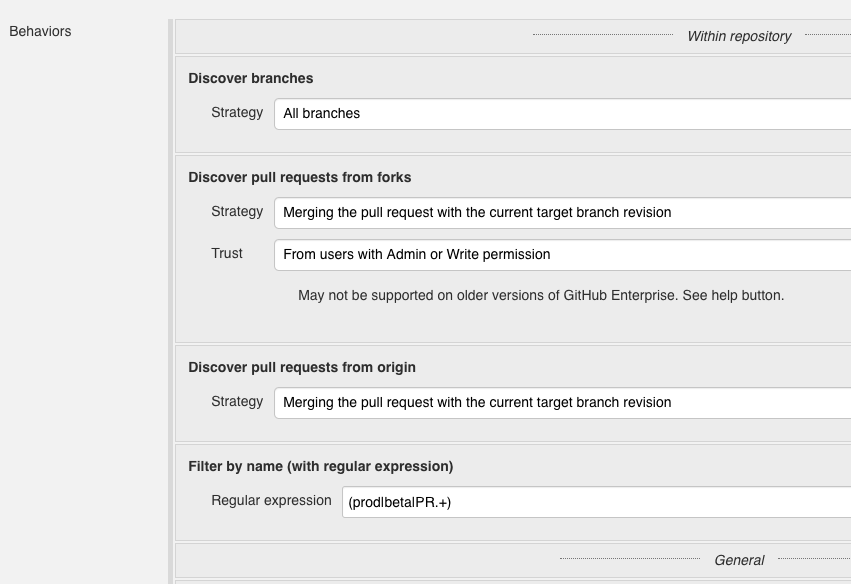 Behaviors
Within repository
Discover branches
Strategy All branches
Discover pull requests from forks
Strategy Merging the pull request with the current target branch revision
Trust From users with Admin or Write permission
May not be supported on older versions of GitHub Enterprise. See help button.
Discover pull requests from origin
Strategy Merging the pull request with the current target branch revision
Filter by name (with regular expression)
Regular expression (prod|beta|PR.+)
General